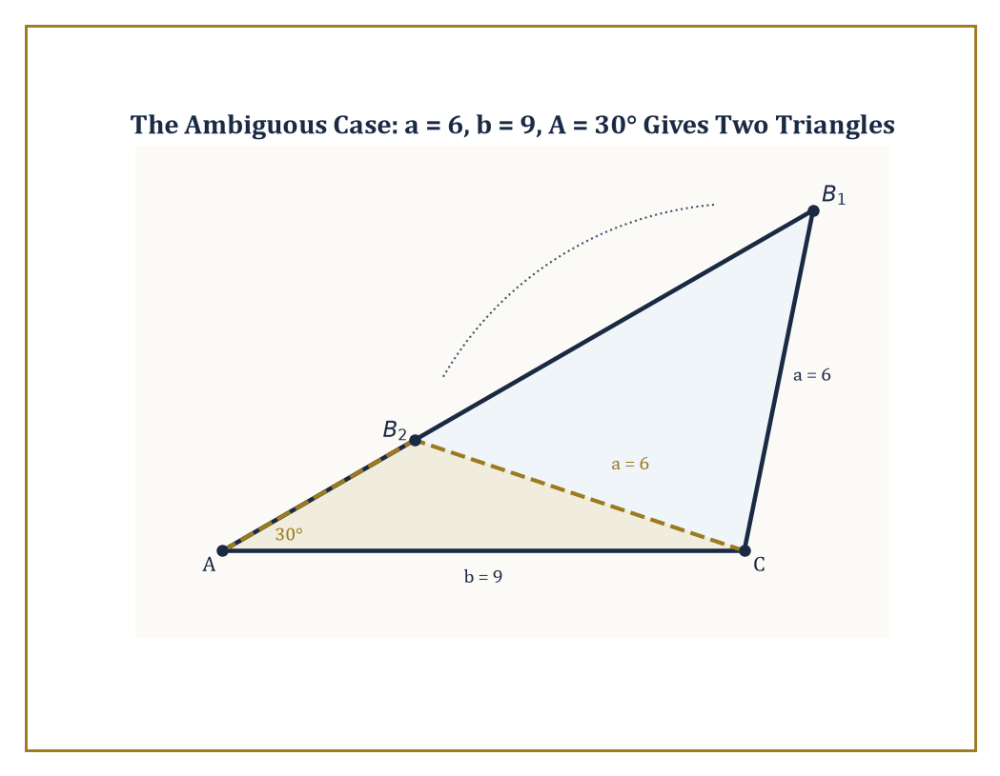 The Ambiguous Case: a = 6, b = 9, A = 30° Gives Two Triangles
B₁
a = 6
B₂
a = 6
30°
A
C
b = 9